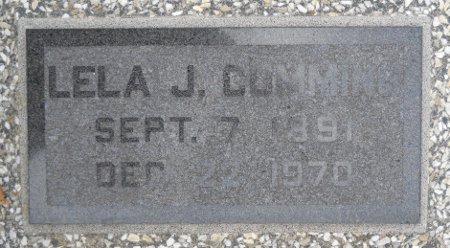 LELA J. CUMMINS
SEPT. 7 1891
DEC. 22 1970